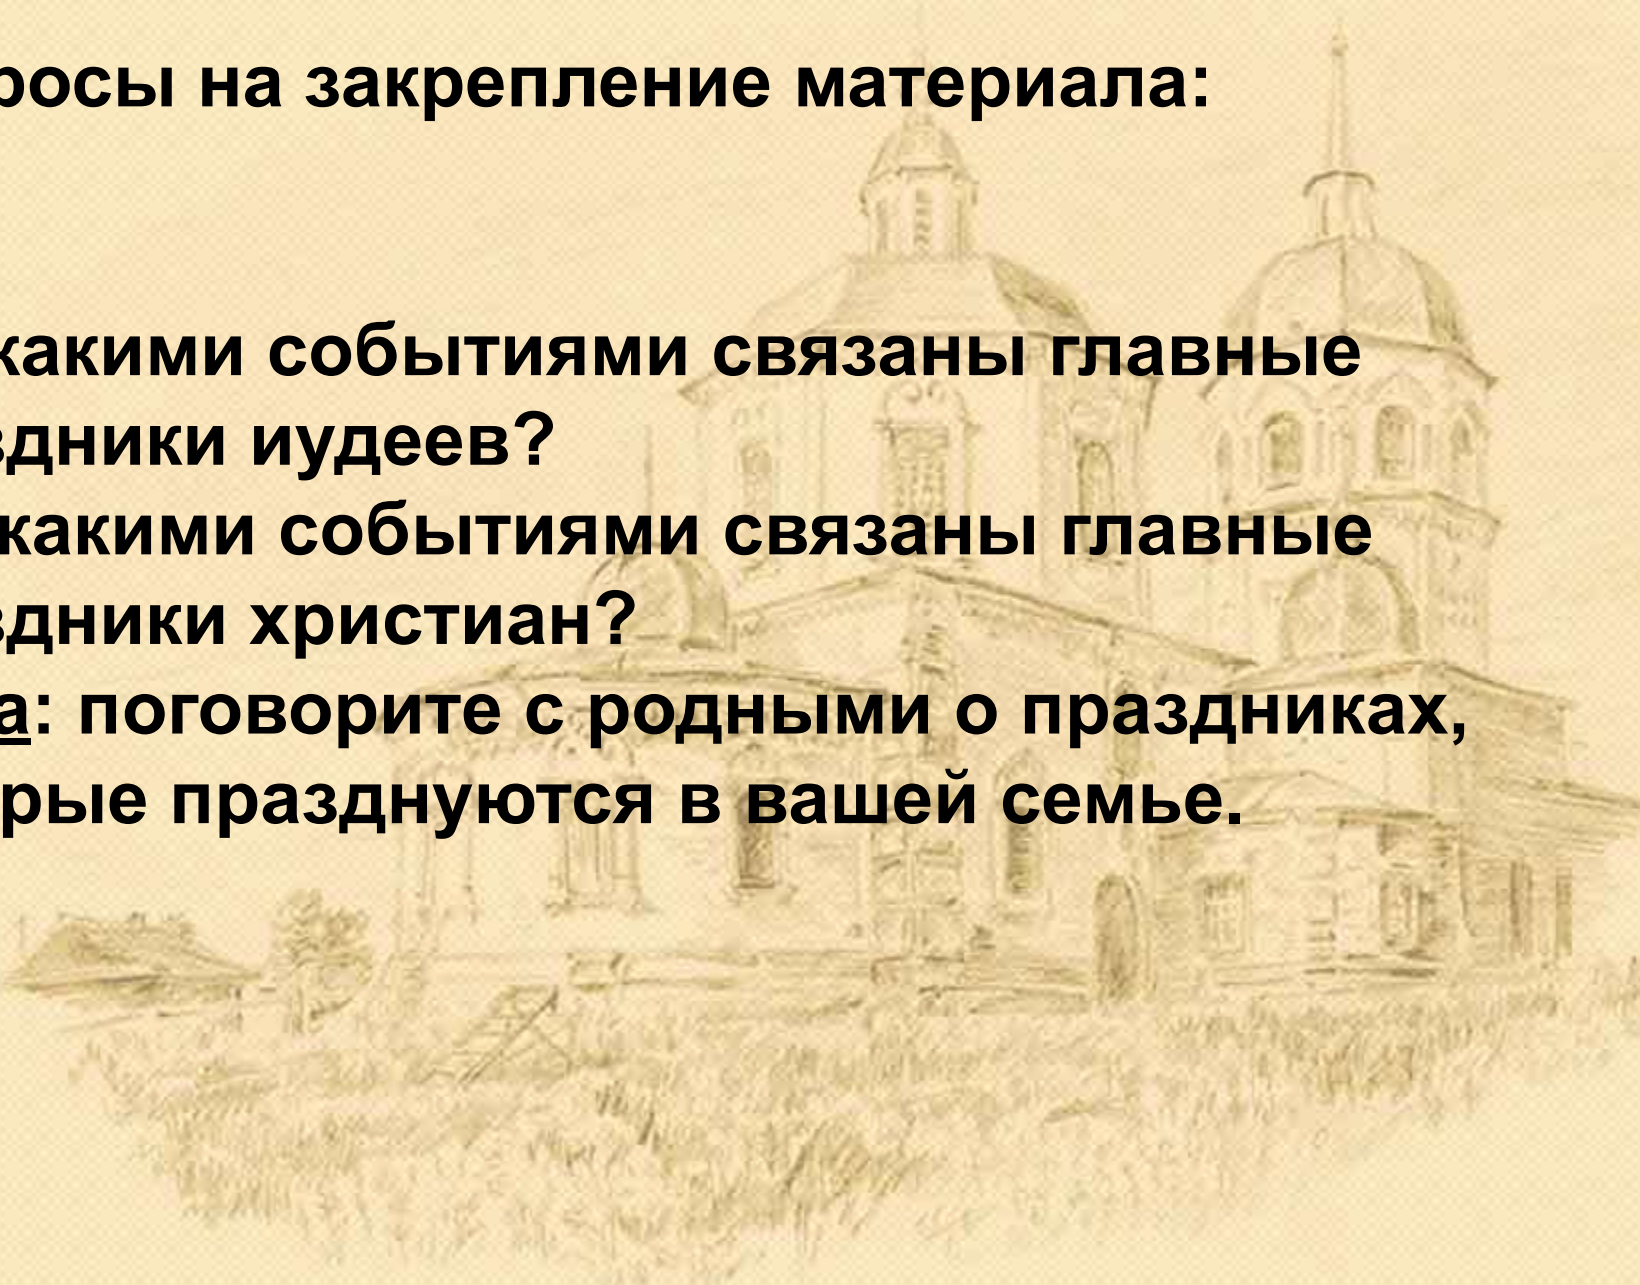 росы на закрепление материала:
какими событиями связаны главные
здники иудеев?
какими событиями связаны главные
здники христиан?
а: поговорите с родными о праздниках,
рые празднуются в вашей семье.